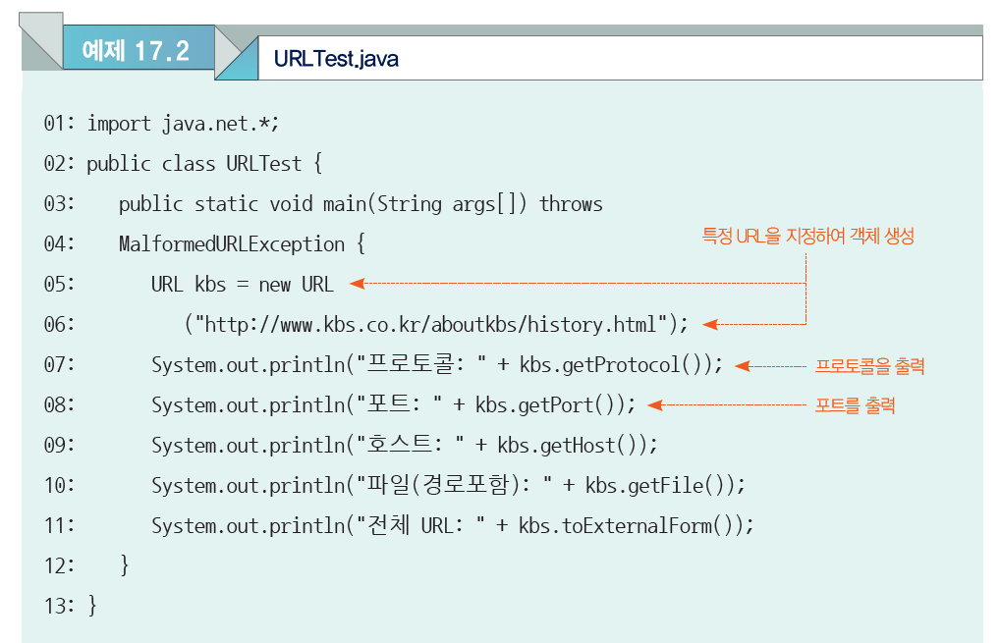 예제 17.2
URLTest.java
01: import java.net.*;
02: public class URLTest {
03: public static void main(String args[]) throws
특정 URL을 지정하여 객체 생성
04: MalformedURLException {
05: URL kbs = new URL
06: ("http://www.kbs.co.kr/aboutkbs/history.html");
07: System.out.println("프로토콜: " + kbs.getProtocol()); 프로토콜을 출력
08: System.out.println("포트: " + kbs.getPort()); 포트를 출력
09: System.out.println("호스트: " + kbs.getHost());
10: System.out.println("파일(경로포함): " + kbs.getFile());
11: System.out.println("전체 URL: " + kbs.toExternalForm());
12: }
13: }